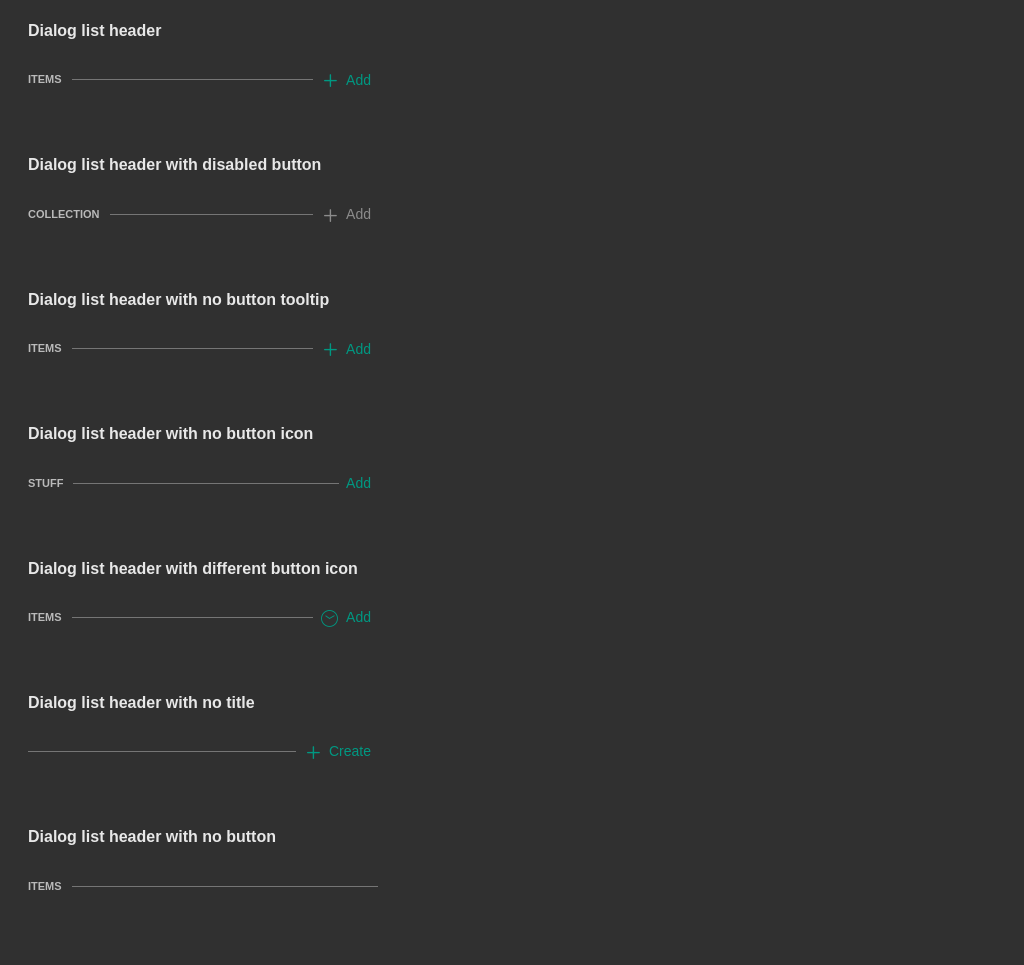 Dialog list header
ITEMS Add
Dialog list header with disabled button
COLLECTION Add
Dialog list header with no button tooltip
ITEMS Add
Dialog list header with no button icon
STUFF Add
Dialog list header with different button icon
ITEMS Add
Dialog list header with no title
Create
Dialog list header with no button
ITEMS